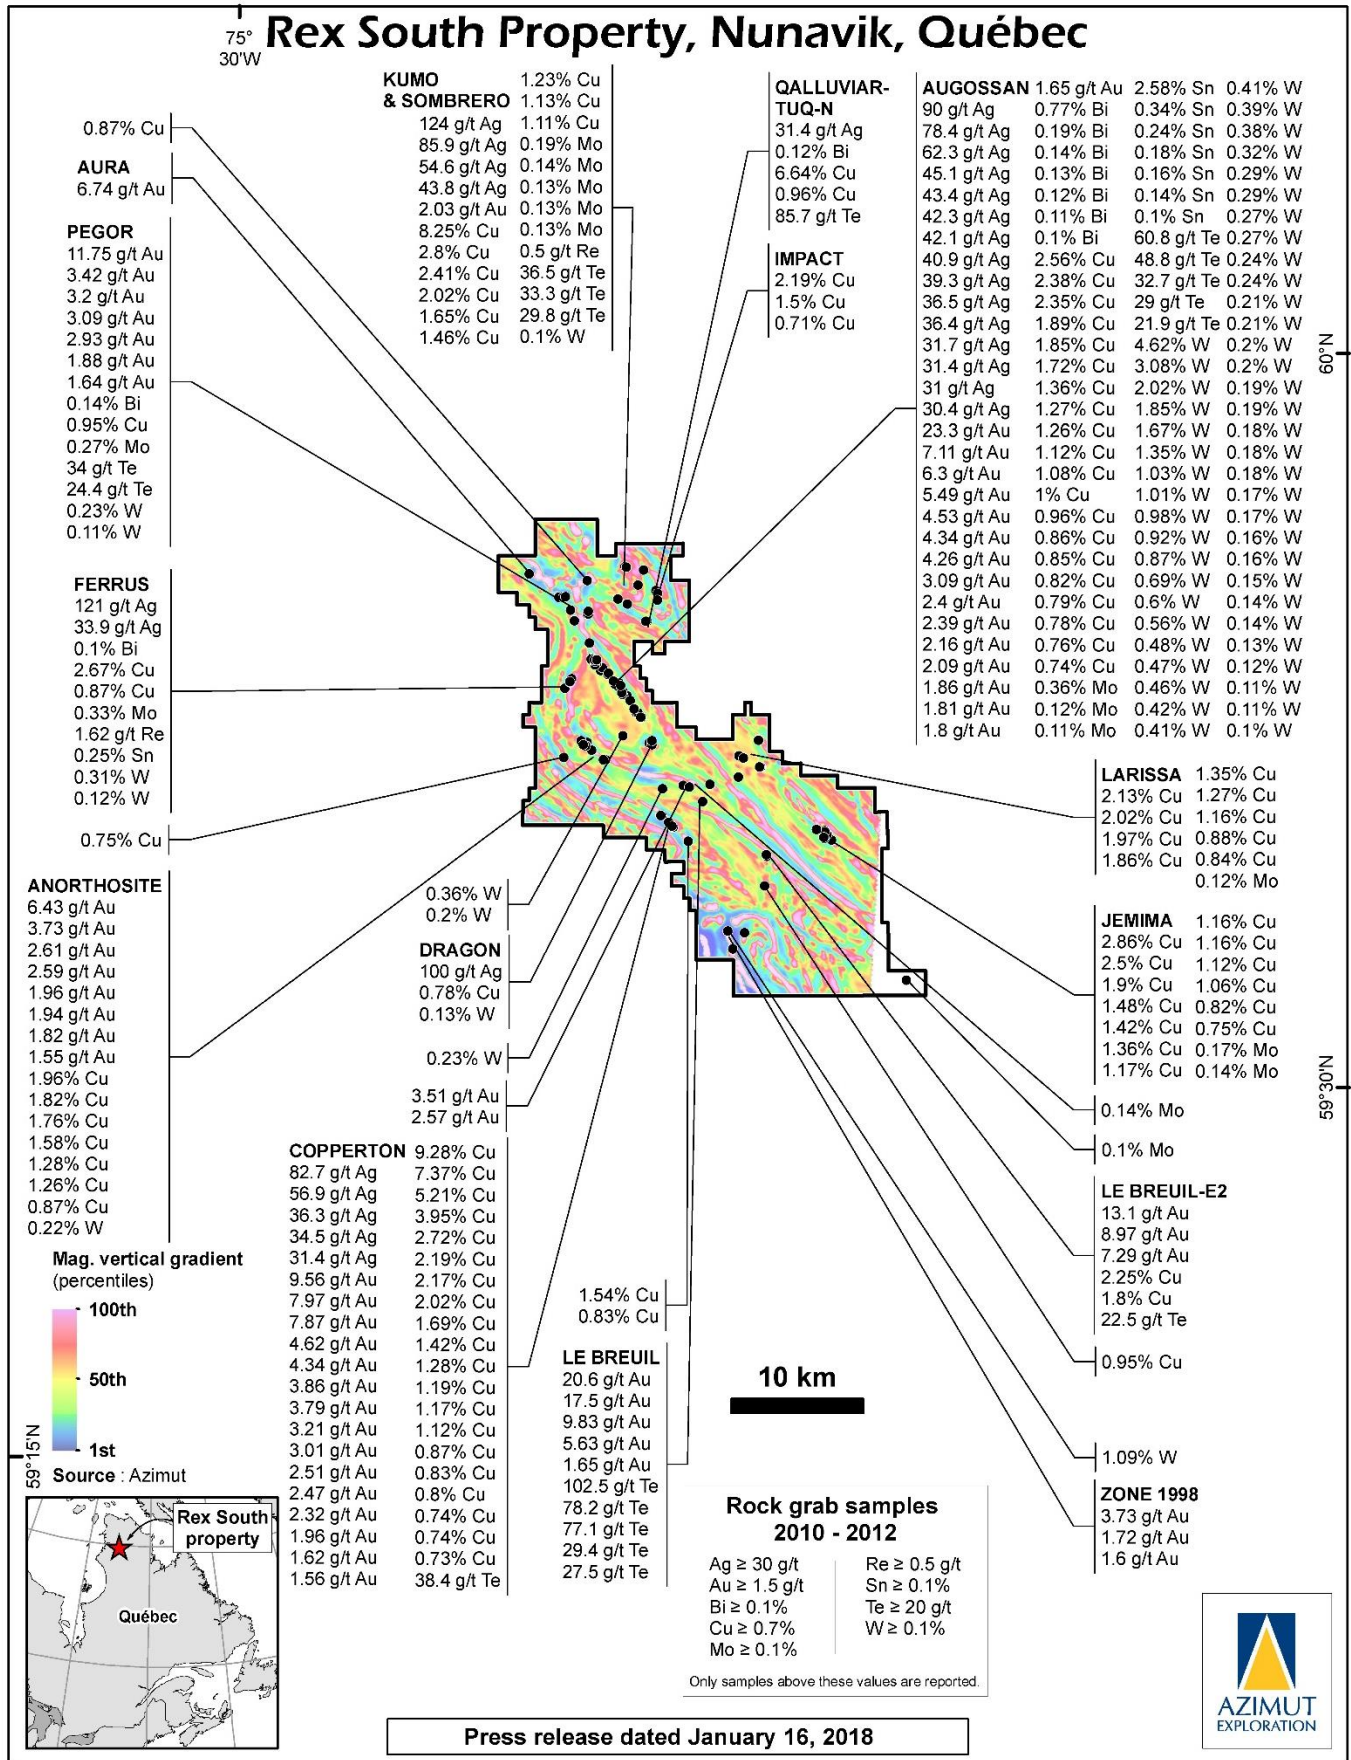 Rex South Property, Nunavik, Québec
75°
30'W
0.87% Cu
AURA
6.74 g/t Au
PEGOR
11.75 g/t Au
3.42 g/t Au
3.2 g/t Au
3.09 g/t Au
2.93 g/t Au
1.88 g/t Au
1.64 g/t Au
0.14% Bi
0.95% Cu
0.27% Mo
34 g/t Te
24.4 g/t Te
0.23% W
0.11% W
FERRUS
121 g/t Ag
33.9 g/t Ag
0.1% Bi
2.67% Cu
0.87% Cu
0.33% Mo
1.62 g/t Re
0.25% Sn
0.31% W
0.12% W
0.75% Cu
ANORTHOSITE
6.43 g/t Au
3.73 g/t Au
2.61 g/t Au
2.59 g/t Au
1.96 g/t Au
1.94 g/t Au
1.82 g/t Au
1.55 g/t Au
1.96% Cu
1.82% Cu
1.76% Cu
1.58% Cu
1.28% Cu
1.26% Cu
0.87% Cu
0.22% W
KUMO 1.23% Cu
& SOMBRERO 1.13% Cu
124 g/t Ag 1.11% Cu
85.9 g/t Ag 0.19% Mo
54.6 g/t Ag 0.14% Mo
43.8 g/t Ag 0.13% Mo
2.03 g/t Au 0.13% Mo
8.25% Cu 0.13% Mo
2.8% Cu 0.5 g/t Re
2.41% Cu 36.5 g/t Te
2.02% Cu 33.3 g/t Te
1.65% Cu 29.8 g/t Te
1.46% Cu 0.1% W
QALLUVIAR-
TUQ-N
31.4 g/t Ag
0.12% Bi
6.64% Cu
0.96% Cu
85.7 g/t Te
IMPACT
2.19% Cu
1.5% Cu
0.71% Cu
AUGOSSAN 1.65 g/t Au 2.58% Sn 0.41% W
90 g/t Ag 0.77% Bi 0.34% Sn 0.39% W
78.4 g/t Ag 0.19% Bi 0.24% Sn 0.38% W
62.3 g/t Ag 0.14% Bi 0.18% Sn 0.32% W
45.1 g/t Ag 0.13% Bi 0.16% Sn 0.29% W
43.4 g/t Ag 0.12% Bi 0.14% Sn 0.29% W
42.3 g/t Ag 0.11% Bi 0.1% Sn 0.27% W
42.1 g/t Ag 0.1% Bi 60.8 g/t Te 0.27% W
40.9 g/t Ag 2.56% Cu 48.8 g/t Te 0.24% W
39.3 g/t Ag 2.38% Cu 32.7 g/t Te 0.24% W
36.5 g/t Ag 2.35% Cu 29 g/t Te 0.21% W
36.4 g/t Ag 1.89% Cu 21.9 g/t Te 0.21% W
31.7 g/t Ag 1.85% Cu 4.62% W 0.2% W
31.4 g/t Ag 1.72% Cu 3.08% W 0.2% W
31 g/t Ag 1.36% Cu 2.02% W 0.19% W
30.4 g/t Ag 1.27% Cu 1.85% W 0.19% W
23.3 g/t Au 1.26% Cu 1.67% W 0.18% W
7.11 g/t Au 1.12% Cu 1.35% W 0.18% W
6.3 g/t Au 1.08% Cu 1.03% W 0.18% W
5.49 g/t Au 1% Cu 1.01% W 0.17% W
4.53 g/t Au 0.96% Cu 0.98% W 0.17% W
4.34 g/t Au 0.86% Cu 0.92% W 0.16% W
4.26 g/t Au 0.85% Cu 0.87% W 0.16% W
3.09 g/t Au 0.82% Cu 0.69% W 0.15% W
2.4 g/t Au 0.79% Cu 0.6% W 0.14% W
2.39 g/t Au 0.78% Cu 0.56% W 0.14% W
2.16 g/t Au 0.76% Cu 0.48% W 0.13% W
2.09 g/t Au 0.74% Cu 0.47% W 0.12% W
1.86 g/t Au 0.36% Mo 0.46% W 0.11% W
1.81 g/t Au 0.12% Mo 0.42% W 0.11% W
1.8 g/t Au 0.11% Mo 0.41% W 0.1% W
60°N
LARISSA 1.35% Cu
2.13% Cu 1.27% Cu
2.02% Cu 1.16% Cu
1.97% Cu 0.88% Cu
1.86% Cu 0.84% Cu
0.12% Mo
JEMIMA 1.16% Cu
2.86% Cu 1.16% Cu
2.5% Cu 1.12% Cu
1.9% Cu 1.06% Cu
1.48% Cu 0.82% Cu
1.42% Cu 0.75% Cu
1.36% Cu 0.17% Mo
1.17% Cu 0.14% Mo
59°30'N
0.14% Mo
0.1% Mo
LE BREUIL-E2
13.1 g/t Au
8.97 g/t Au
7.29 g/t Au
2.25% Cu
1.8% Cu
22.5 g/t Te
0.95% Cu
1.09% W
ZONE 1998
3.73 g/t Au
1.72 g/t Au
1.6 g/t Au
0.36% W
0.2% W
DRAGON
100 g/t Ag
0.78% Cu
0.13% W
0.23% W
3.51 g/t Au
2.57 g/t Au
COPPERTON 9.28% Cu
82.7 g/t Ag 7.37% Cu
56.9 g/t Ag 5.21% Cu
36.3 g/t Ag 3.95% Cu
34.5 g/t Ag 2.72% Cu
31.4 g/t Ag 2.19% Cu
9.56 g/t Au 2.17% Cu
7.97 g/t Au 2.02% Cu
7.87 g/t Au 1.69% Cu
4.62 g/t Au 1.42% Cu
4.34 g/t Au 1.28% Cu
3.86 g/t Au 1.19% Cu
3.79 g/t Au 1.17% Cu
3.21 g/t Au 1.12% Cu
3.01 g/t Au 0.87% Cu
2.51 g/t Au 0.83% Cu
2.47 g/t Au 0.8% Cu
2.32 g/t Au 0.74% Cu
1.96 g/t Au 0.74% Cu
1.62 g/t Au 0.73% Cu
1.56 g/t Au 38.4 g/t Te
1.54% Cu
0.83% Cu
LE BREUIL
20.6 g/t Au
17.5 g/t Au
9.83 g/t Au
5.63 g/t Au
1.65 g/t Au
102.5 g/t Te
78.2 g/t Te
77.1 g/t Te
29.4 g/t Te
27.5 g/t Te
10 km
Mag. vertical gradient
(percentiles)
100th
50th
1st
Source : Azimut
59°15'N
Rex South
property
Québec
Rock grab samples
2010 - 2012
Ag ≥ 30 g/t Re ≥ 0.5 g/t
Au ≥ 1.5 g/t Sn ≥ 0.1%
Bi ≥ 0.1% Te ≥ 20 g/t
Cu ≥ 0.7% W ≥ 0.1%
Mo ≥ 0.1%
Only samples above these values are reported.
AZIMUT
EXPLORATION
Press release dated January 16, 2018